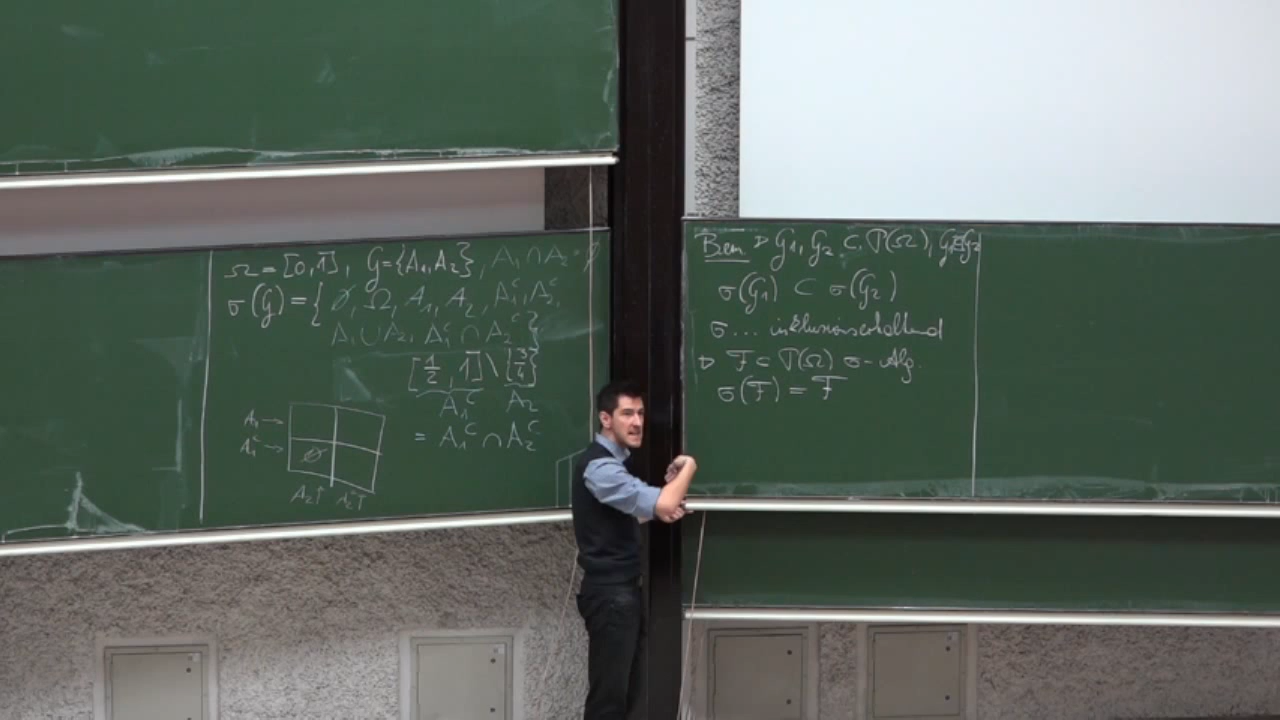 Ω = [0,1], G = {A₁, A₂}, A₁ ∩ A₂ = ∅
σ(G) = { ∅, Ω, A₁, A₂, A₁ᶜ, A₂ᶜ,
A₁ ∪ A₂, A₁ᶜ ∩ A₂ᶜ }
[1/2, 1] \ {3/4}
A₁ᶜ A₂
= A₁ᶜ ∩ A₂ᶜ
A₁ →
A₁ᶜ → ∅
A₂ ↑ A₂ᶜ ↑
Bem ▷ G₁, G₂ ⊂ P(Ω), G₁ ⊆ G₂
σ(G₁) ⊂ σ(G₂)
σ ... inklusionserhaltend
▷ F ⊂ P(Ω) σ-Alg.
σ(F) = F